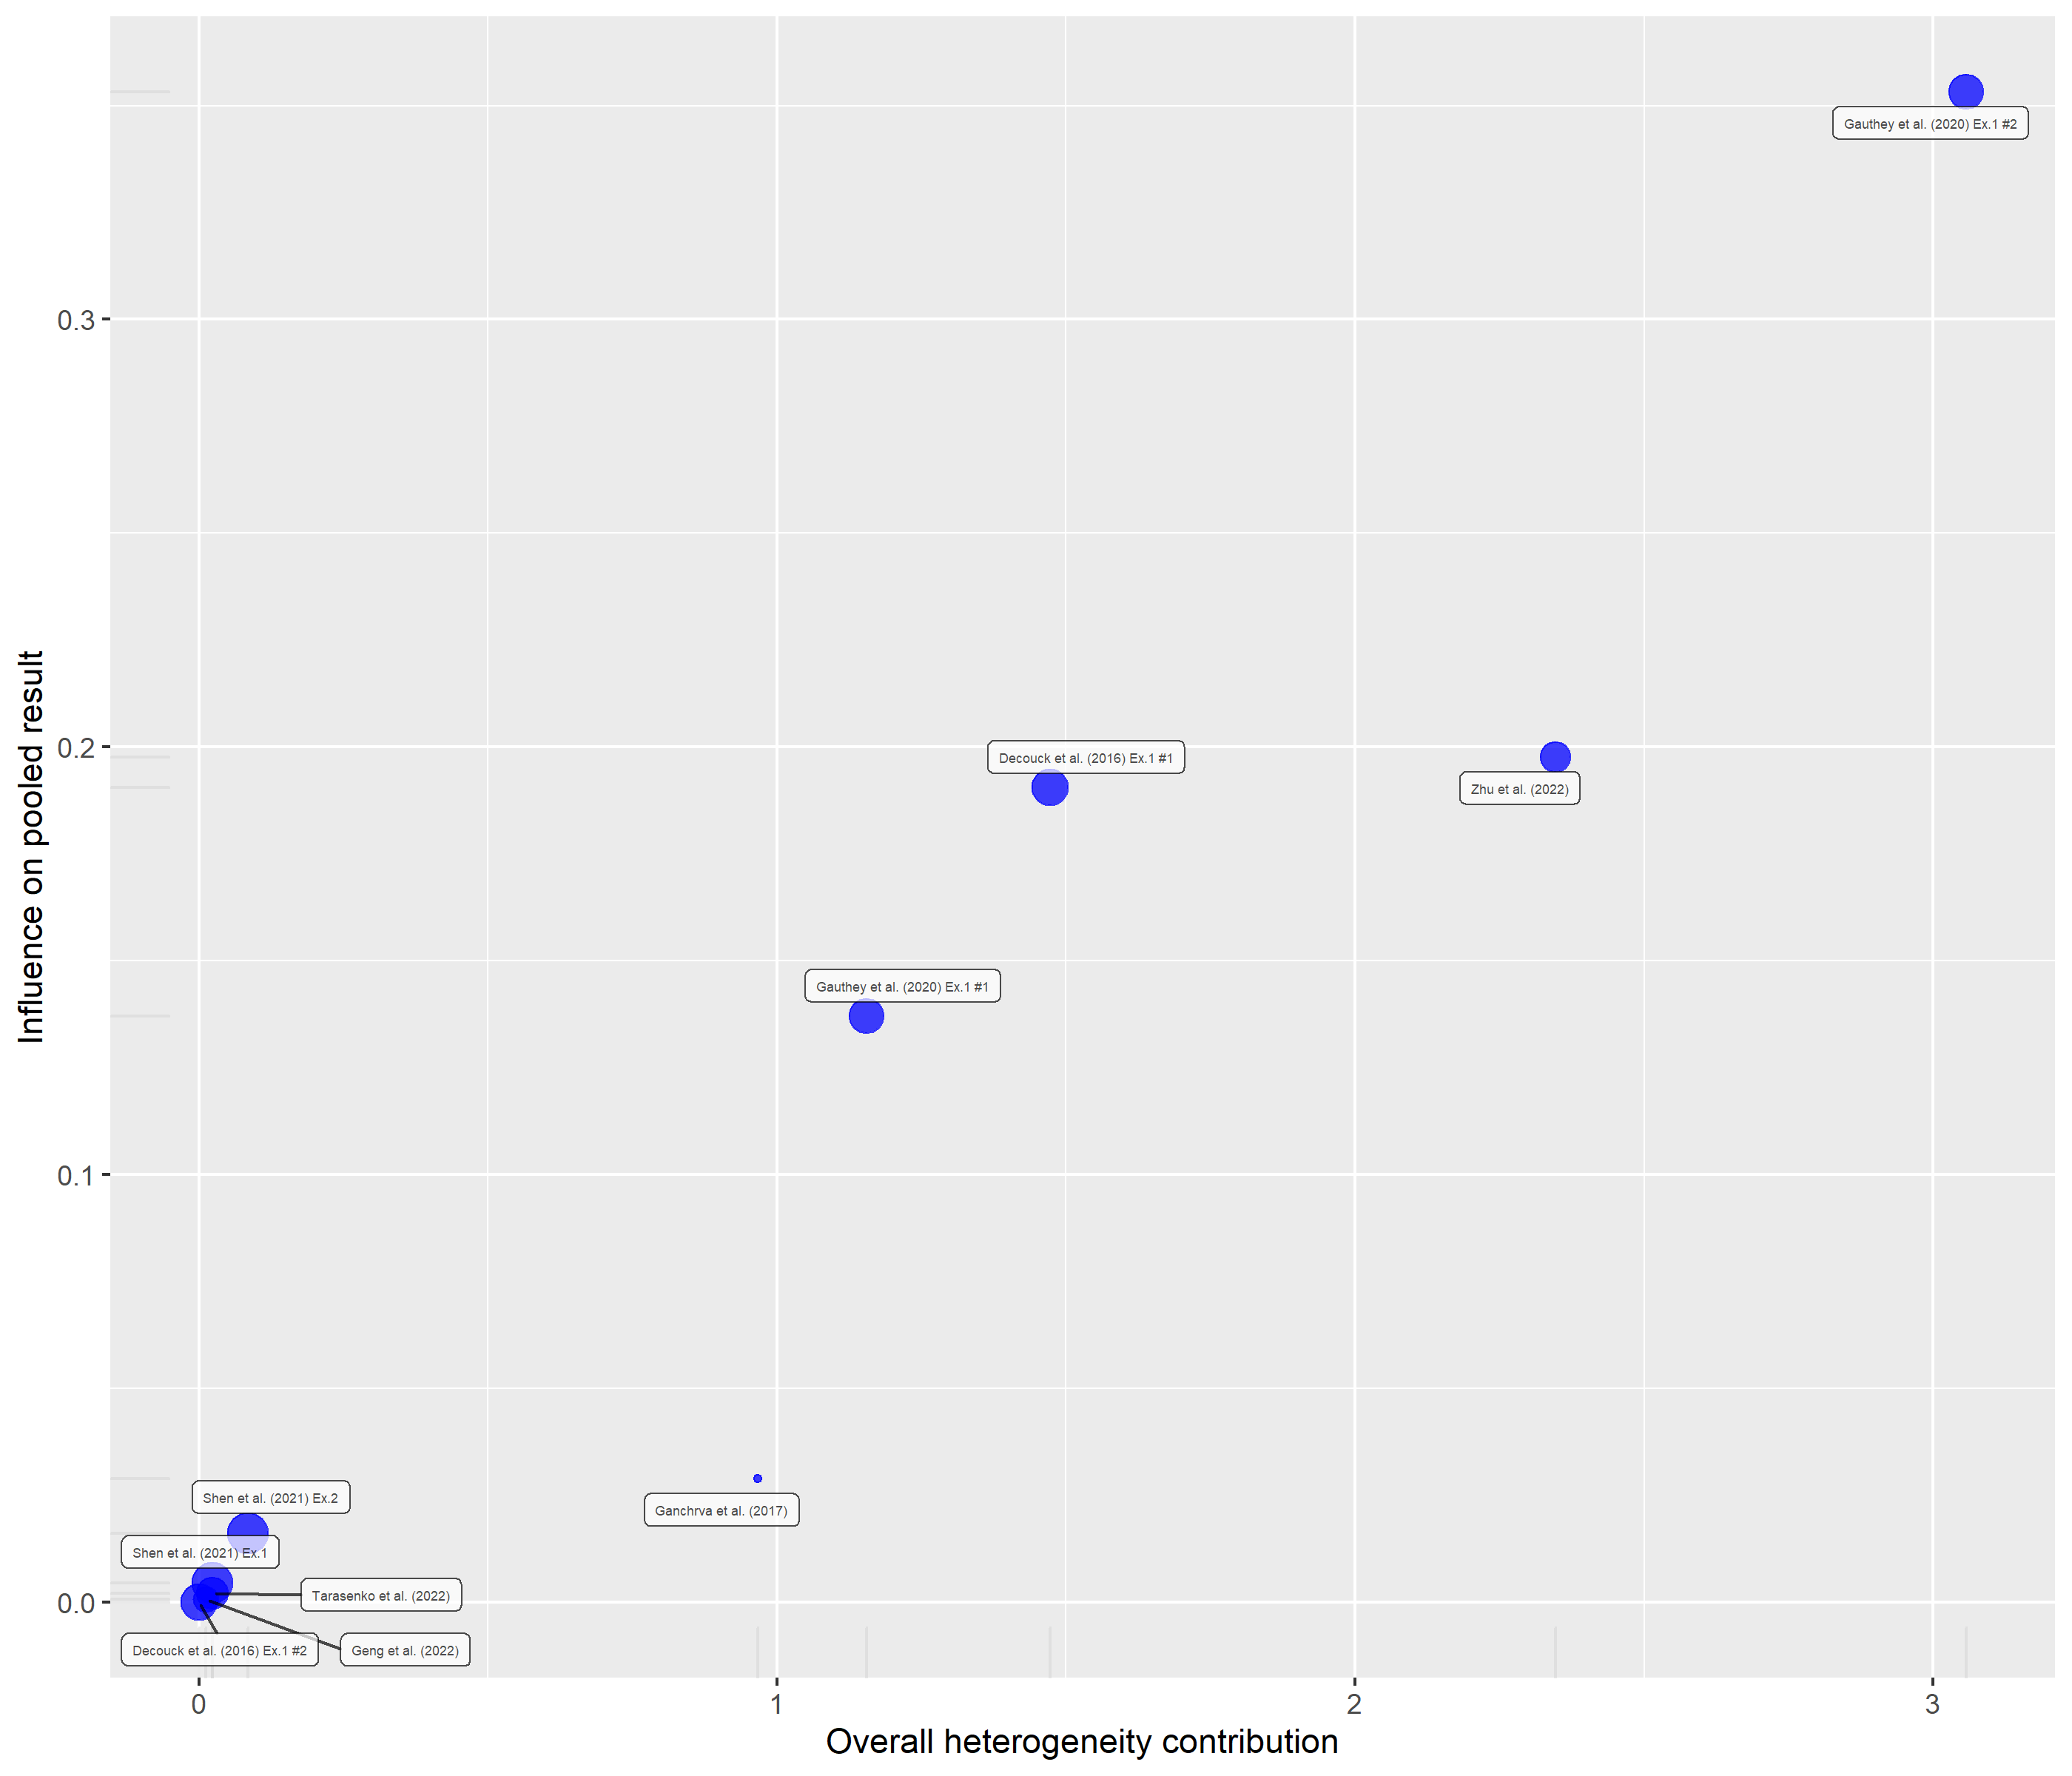 Gauthey et al. (2020) Ex.1 #2
0.3
Decouck et al. (2016) Ex.1 #1
0.2
Zhu et al. (2022)
Influence on pooled result
Gauthey et al. (2020) Ex.1 #1
0.1
Shen et al. (2021) Ex.2
Ganchrva et al. (2017)
Shen et al. (2021) Ex.1
Tarasenko et al. (2022)
0.0
Decouck et al. (2016) Ex.1 #2
Geng et al. (2022)
0
1
2
3
Overall heterogeneity contribution